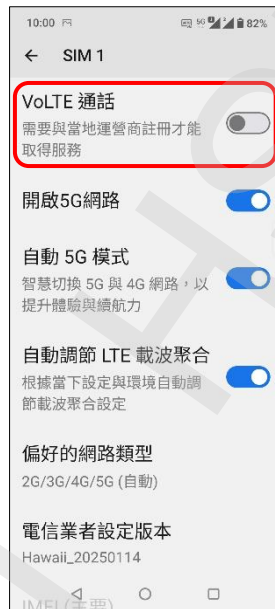 10:00 5G 82%
SIM 1
VoLTE 通話
需要與當地運營商註冊才能
取得服務
開啟5G網路
自動 5G 模式
智慧切換 5G 與 4G 網路，以
提升體驗與續航力
自動調節 LTE 載波聚合
根據當下設定與環境自動調
節載波聚合設定
偏好的網路類型
2G/3G/4G/5G (自動)
電信業者設定版本
Hawaii_20250114
IMEI (主要)